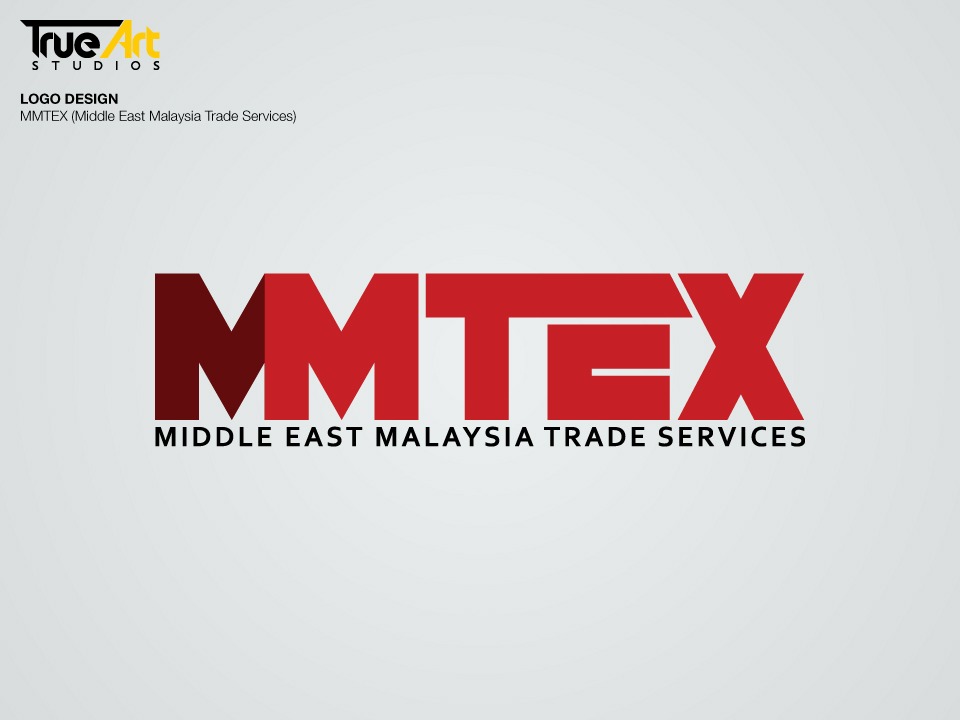 TrueArt
STUDIOS
LOGO DESIGN
MMTEX (Middle East Malaysia Trade Services)
MMTEX
MIDDLE EAST MALAYSIA TRADE SERVICES